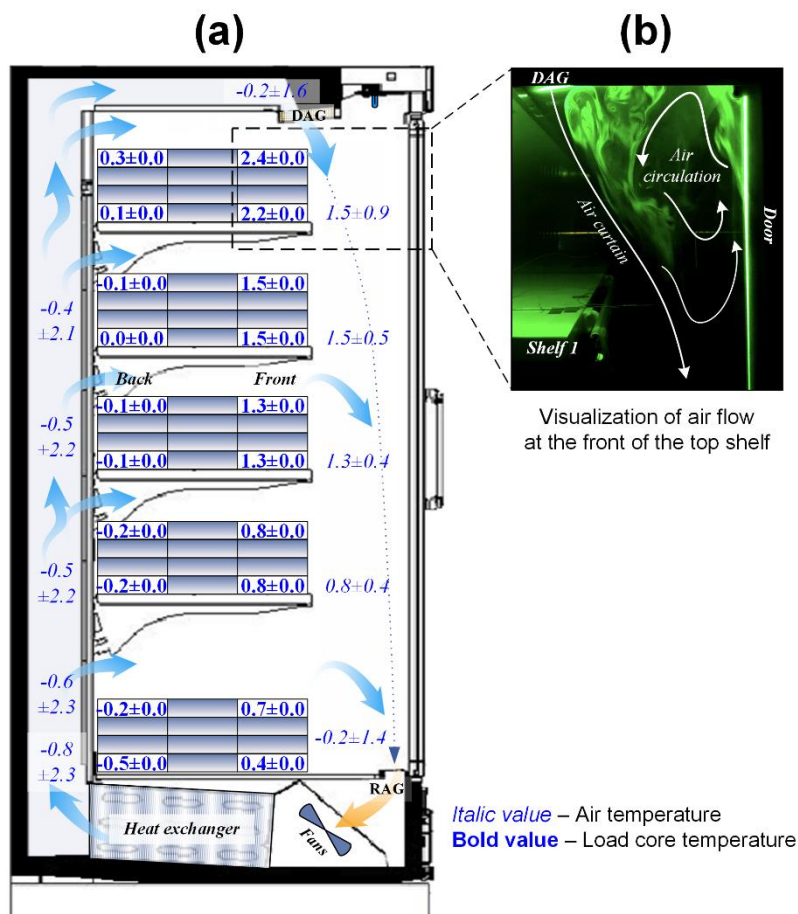 (a)
-0.2±1.6
DAG
0.3±0.0 2.4±0.0
0.1±0.0 2.2±0.0
1.5±0.9
-0.4
±2.1
-0.1±0.0 1.5±0.0
0.0±0.0 1.5±0.0
1.5±0.5
Back Front
-0.5
±2.2
-0.1±0.0 1.3±0.0
-0.1±0.0 1.3±0.0
1.3±0.4
-0.5
±2.2
-0.2±0.0 0.8±0.0
-0.2±0.0 0.8±0.0
0.8±0.4
-0.6
±2.3
-0.2±0.0 0.7±0.0
-0.2±1.4
-0.8
±2.3
-0.5±0.0 0.4±0.0
RAG
Heat exchanger
Fans
(b)
DAG
Air
circulation
Air curtain
Door
Shelf 1
Visualization of air flow
at the front of the top shelf
Italic value – Air temperature
Bold value – Load core temperature